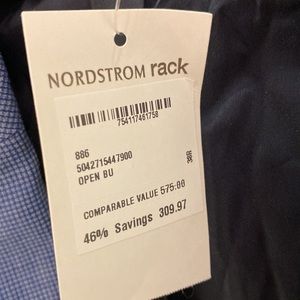 NORDSTROM rack
754117461758
886
5042715447900
OPEN BU
38R
COMPARABLE VALUE 575.00
46% Savings 309.97